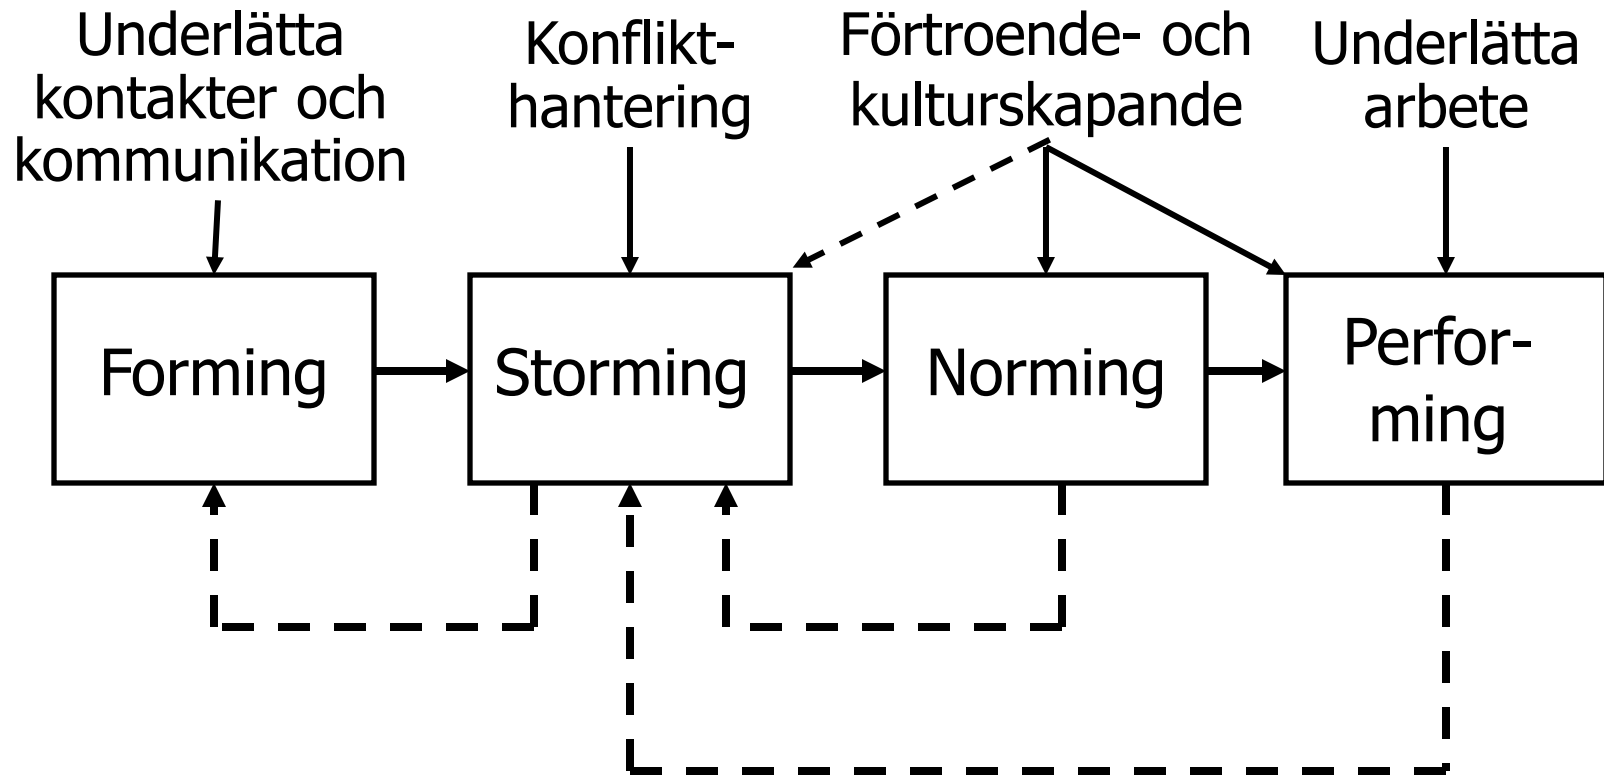 Underlätta
kontakter och
kommunikation
Konflikt-
hantering
Förtroende- och
kulturskapande
Underlätta
arbete
Forming
Storming
Norming
Perfor-
ming